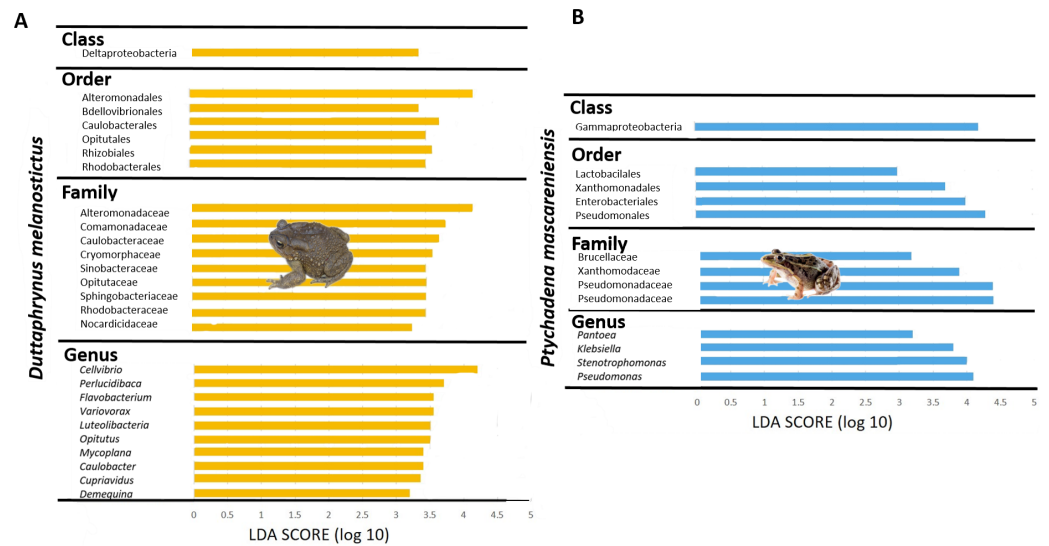 A
Duttaphrynus melanostictus
Class
Deltaproteobacteria
Order
Alteromonadales
Bdellovibrionales
Caulobacterales
Opitutales
Rhizobiales
Rhodobacterales
Family
Alteromonadaceae
Comamonadaceae
Caulobacteraceae
Cryomorphaceae
Sinobacteraceae
Opitutaceae
Sphingobacteriaceae
Rhodobacteraceae
Nocardicidaceae
Genus
Cellvibrio
Perlucidibaca
Flavobacterium
Variovorax
Luteolibacteria
Opitutus
Mycoplana
Caulobacter
Cupriavidus
Demequina
0 0.5 1 1.5 2 2.5 3 3.5 4 4.5 5
LDA SCORE (log 10)
B
Ptychadena mascareniensis
Class
Gammaproteobacteria
Order
Lactobacilales
Xanthomonadales
Enterobacteriales
Pseudomonales
Family
Brucellaceae
Xanthomodaceae
Pseudomonadaceae
Pseudomonadaceae
Genus
Pantoea
Klebsiella
Stenotrophomonas
Pseudomonas
0 0.5 1 1.5 2 2.5 3 3.5 4 4.5 5
LDA SCORE (log 10)